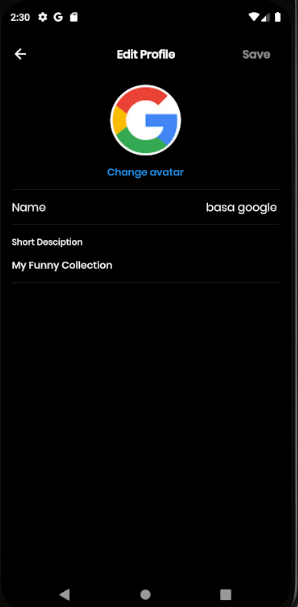 2:30 G
Edit Profile Save
G
Change avatar
Name basa google
Short Desciption
My Funny Collection